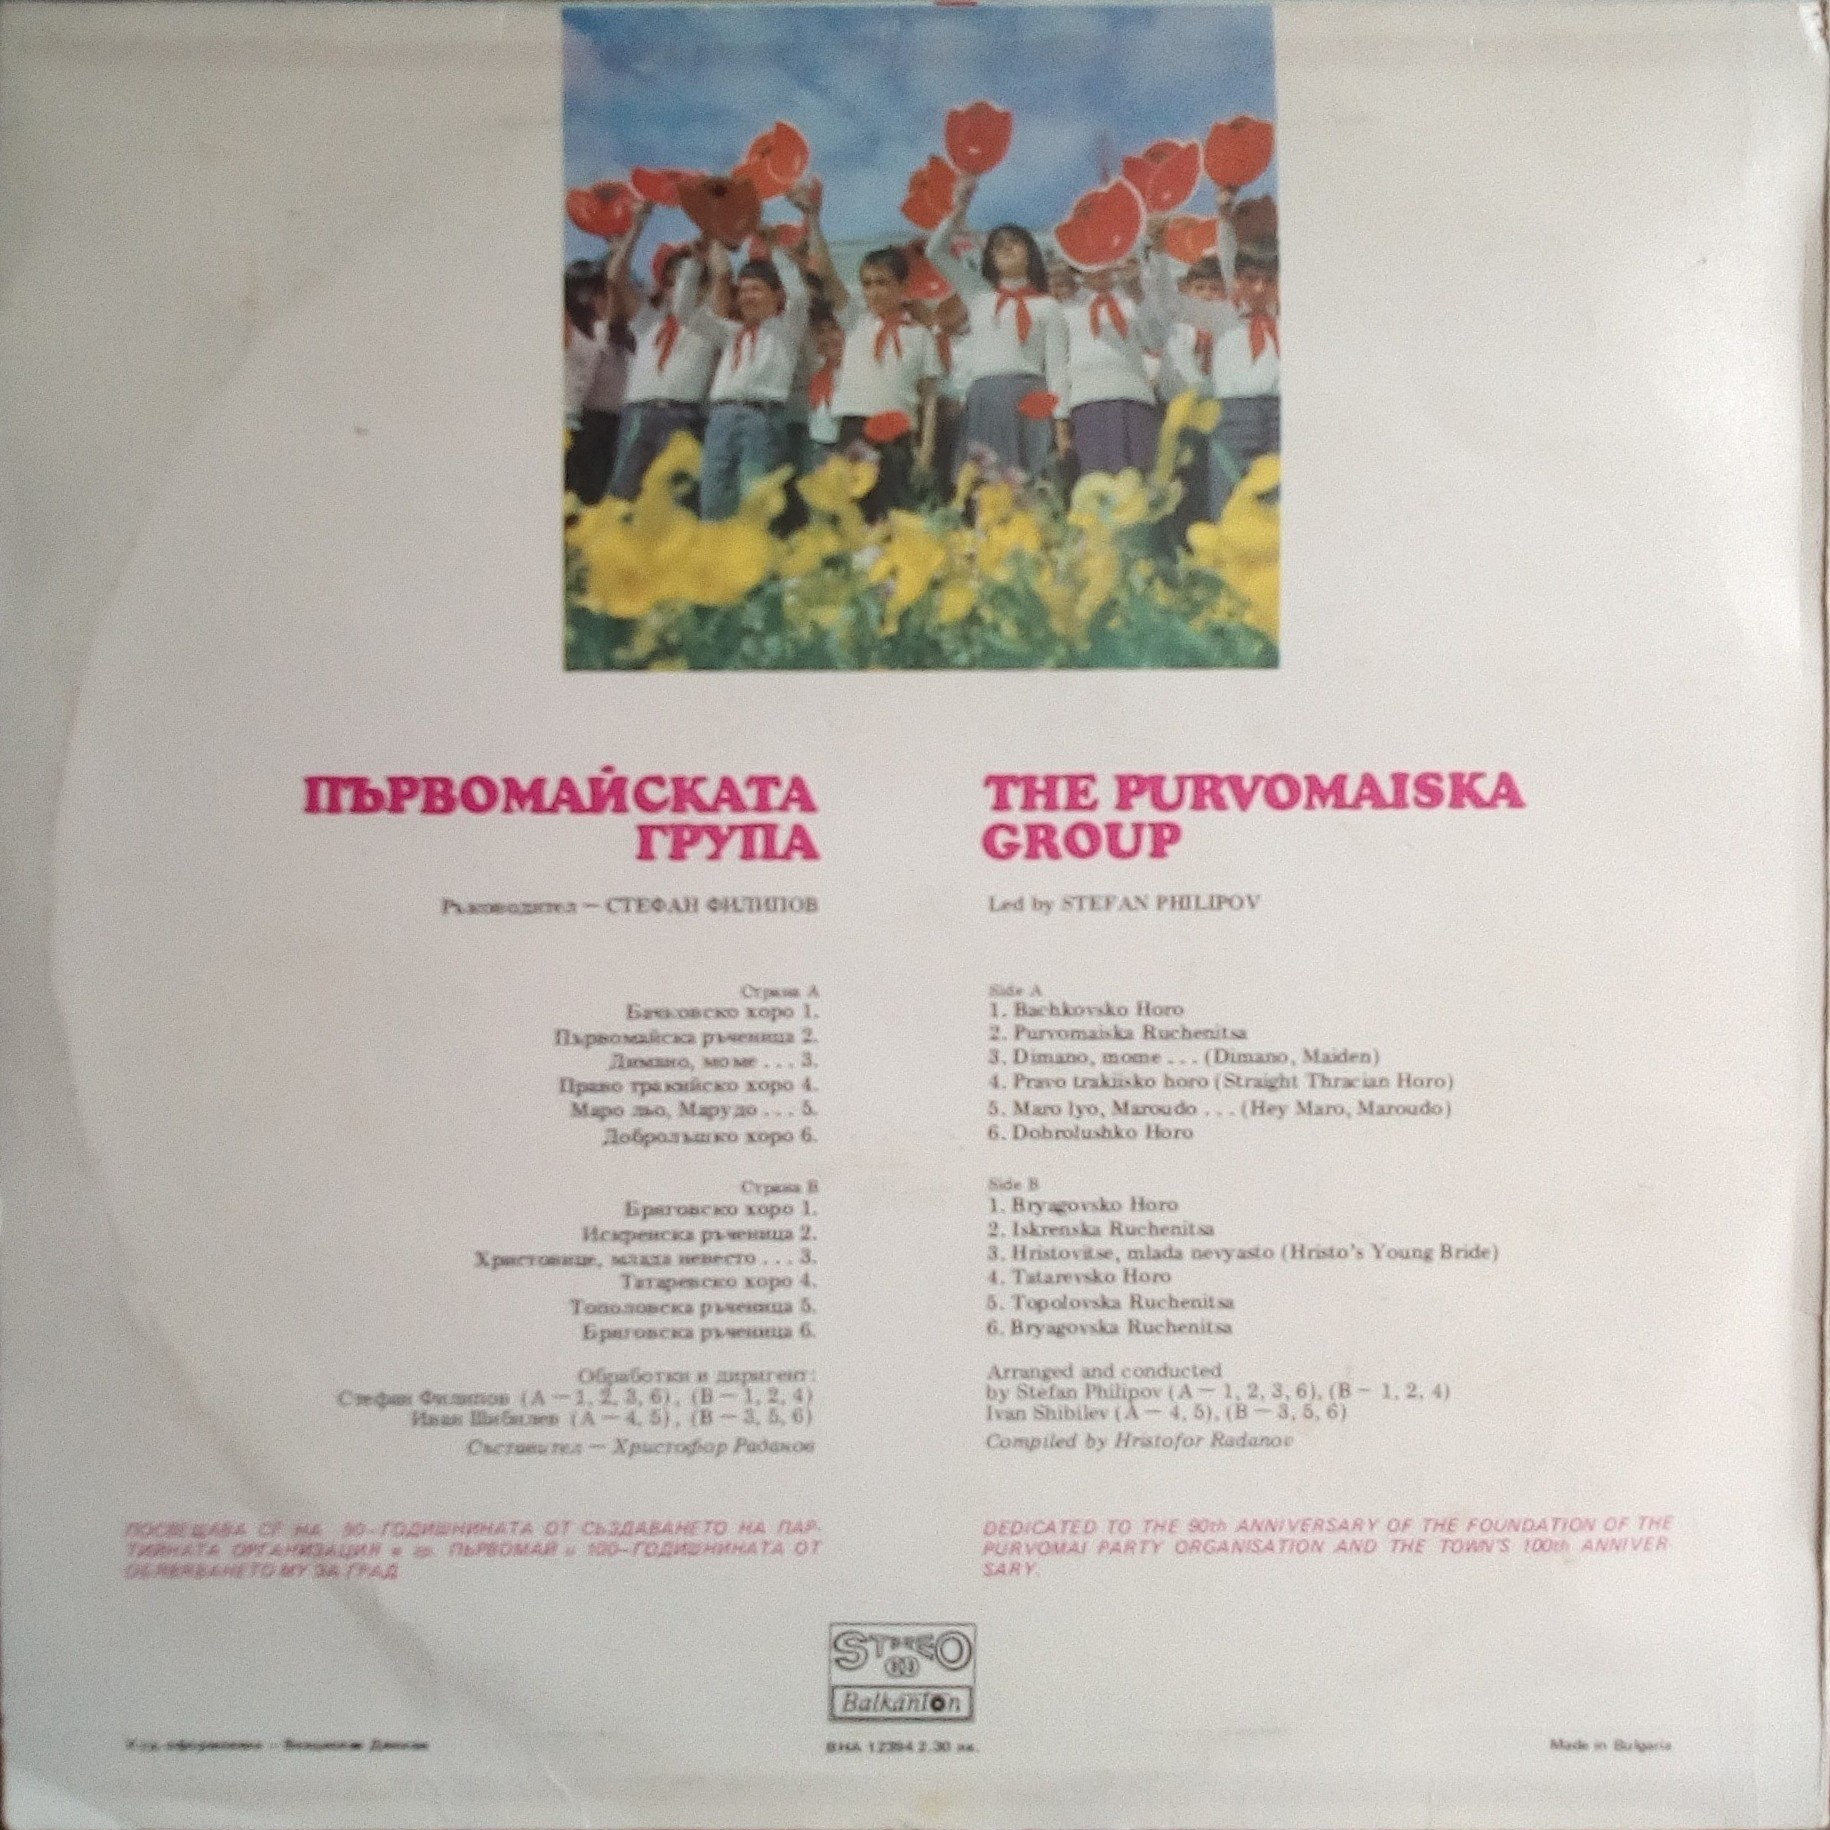 ПЪРВОМАЙСКАТА
ГРУПА
Ръководител — СТЕФАН ФИЛИПОВ
Страна А
Бачковско хоро 1.
Първомайска ръченица 2.
Димано, моме . . . 3.
Право тракийско хоро 4.
Маро льо, Марудо . . . 5.
Добролъшко хоро 6.
Страна В
Бряговско хоро 1.
Искренска ръченица 2.
Христовице, млада невесто . . . 3.
Татаревско хоро 4.
Тополовска ръченица 5.
Бряговска ръченица 6.
Обработки и диригент:
Стефан Филипов (А — 1, 2, 3, 6), (В — 1, 2, 4)
Иван Шибилев (А — 4, 5), (В — 3, 5, 6)
Съставител — Христофор Радамов
ПОСВЕЩАВА СЕ НА 90-ГОДИШНИНАТА ОТ СЪЗДАВАНЕТО НА ПАР-
ТИЙНАТА ОРГАНИЗАЦИЯ в гр. ПЪРВОМАЙ и 100-ГОДИШНИНАТА ОТ
ОБЯВЯВАНЕТО МУ ЗА ГРАД
THE PURVOMAISKA
GROUP
Led by STEFAN PHILIPOV
Side A
1. Bachkovsko Horo
2. Purvomaiska Ruchenitsa
3. Dimano, mome . . . (Dimano, Maiden)
4. Pravo trakiisko horo (Straight Thracian Horo)
5. Maro lyo, Maroudo . . . (Hey Maro, Maroudo)
6. Dobrolushko Horo
Side B
1. Bryagovsko Horo
2. Iskrenska Ruchenitsa
3. Hristovitse, mlada nevyasto (Hristo's Young Bride)
4. Tatarevsko Horo
5. Topolovska Ruchenitsa
6. Bryagovska Ruchenitsa
Arranged and conducted
by Stefan Philipov (A — 1, 2, 3, 6), (B — 1, 2, 4)
Ivan Shibilev (A — 4, 5), (B — 3, 5, 6)
Compiled by Hristofor Radanov
DEDICATED TO THE 90th ANNIVERSARY OF THE FOUNDATION OF THE
PURVOMAI PARTY ORGANISATION AND THE TOWN'S 100th ANNIVER-
SARY.
STEREO
33
Balkanton
ВНА 12394 2.30 лв.
Made in Bulgaria